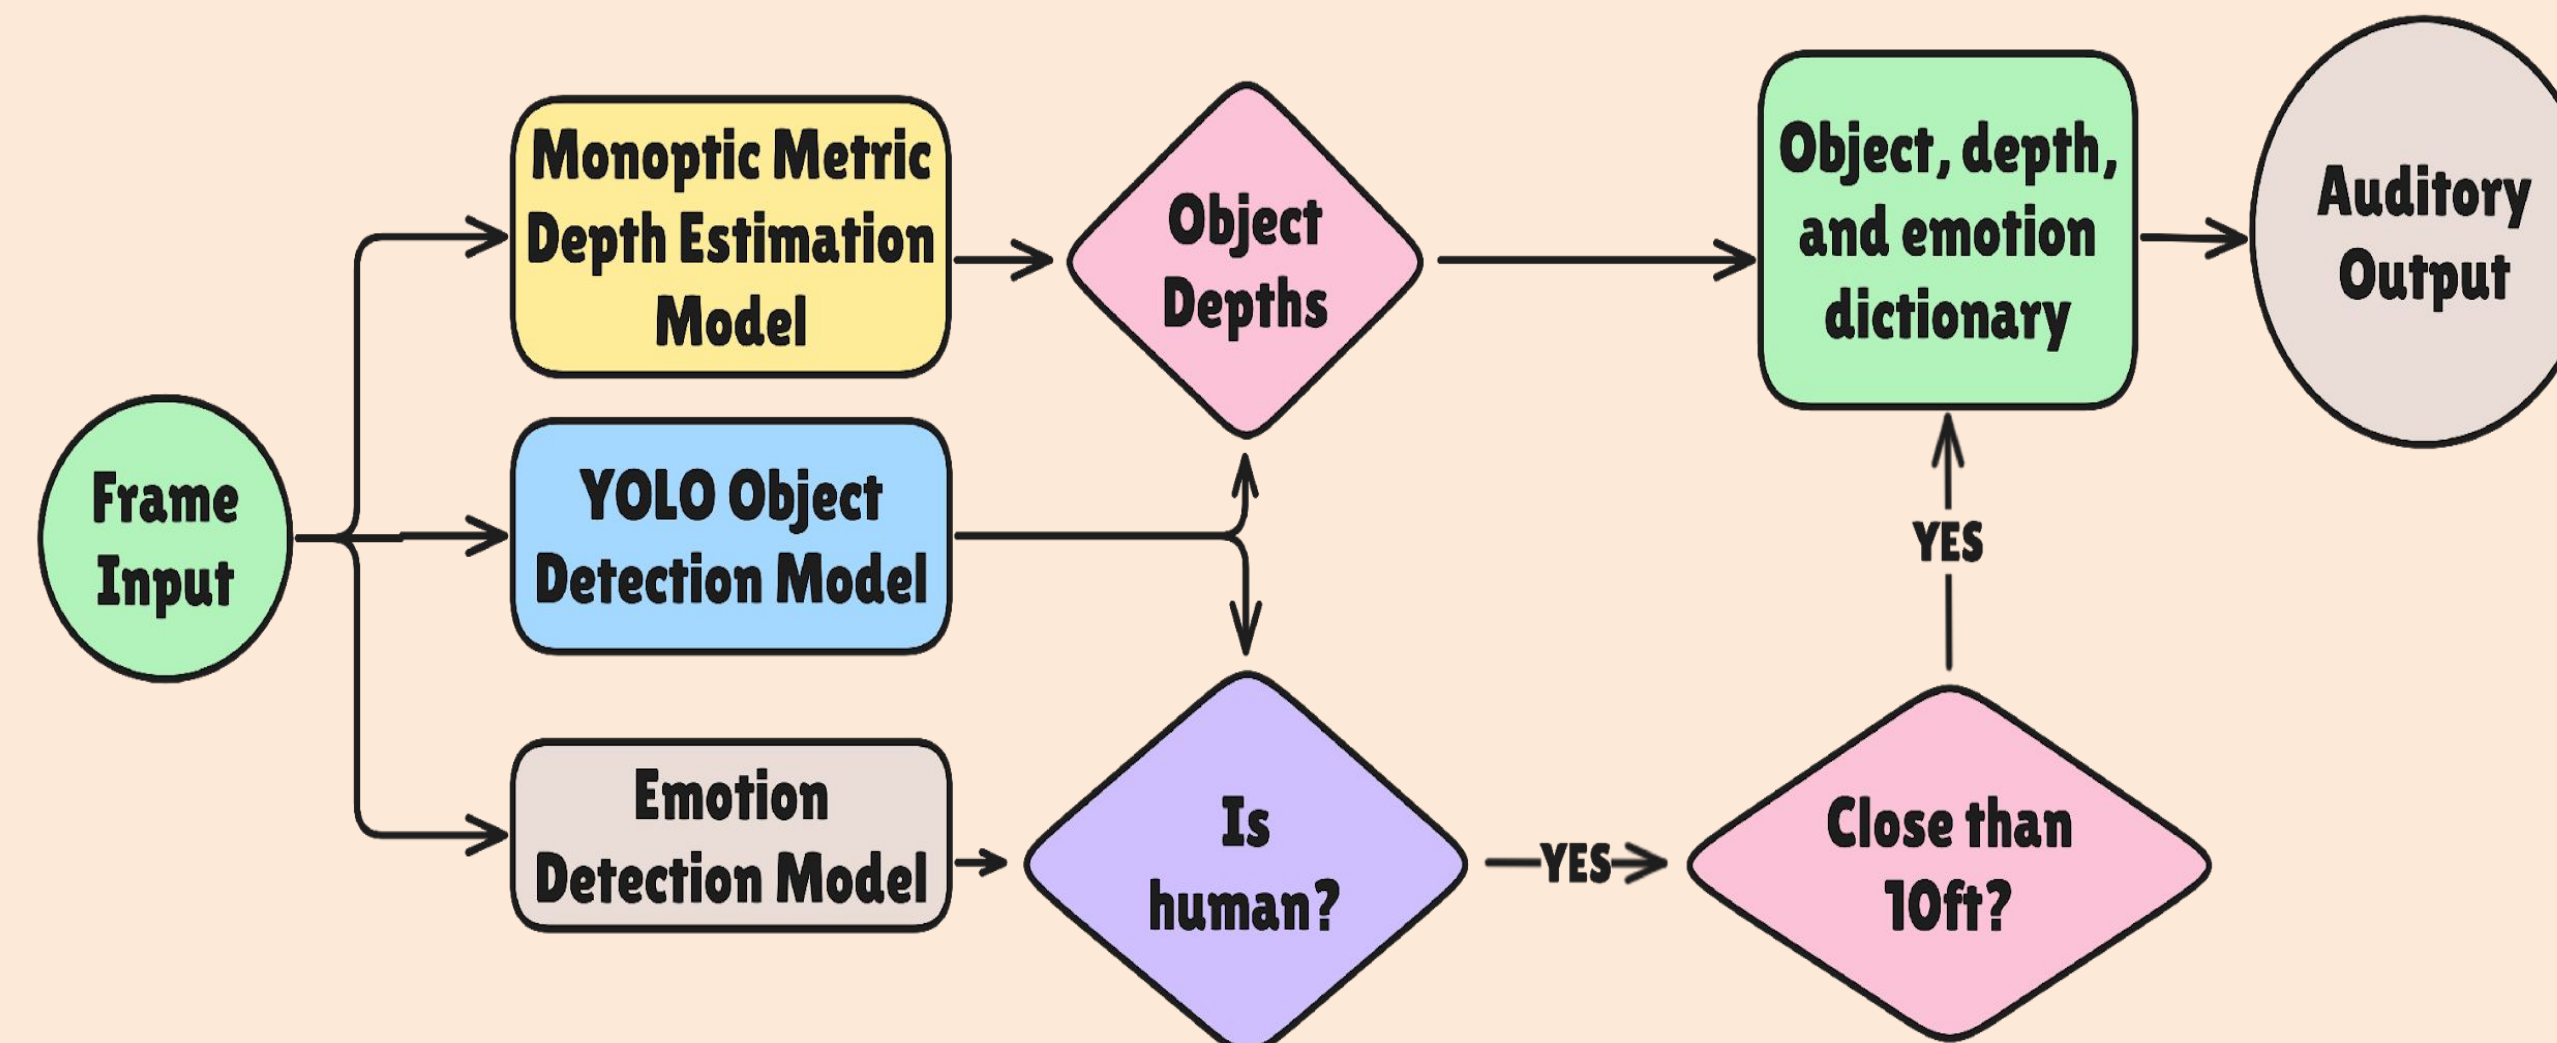 Monoptic Metric
Depth Estimation
Model
Object
Depths
Object, depth,
and emotion
dictionary
Auditory
Output
Frame
Input
YOLO Object
Detection Model
YES
Emotion
Detection Model
Is
human?
YES
Close than
10ft?